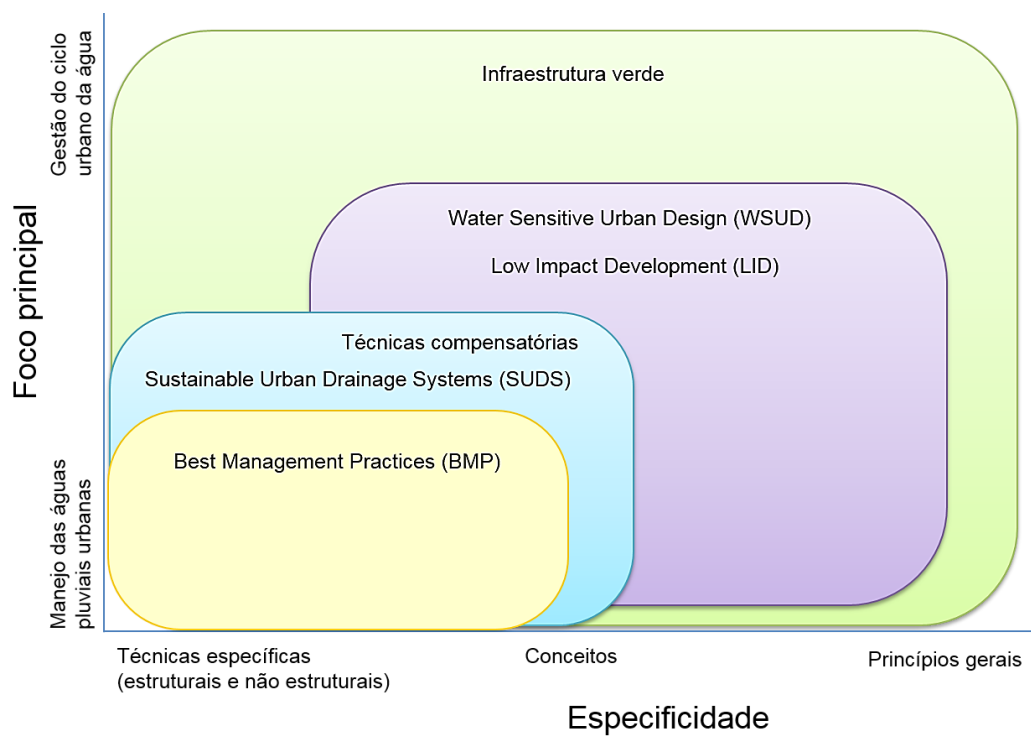 Gestão do ciclo
urbano da água
Foco principal
Manejo das águas
pluviais urbanas
Infraestrutura verde
Water Sensitive Urban Design (WSUD)
Low Impact Development (LID)
Técnicas compensatórias
Sustainable Urban Drainage Systems (SUDS)
Best Management Practices (BMP)
Técnicas específicas
(estruturais e não estruturais)
Conceitos
Princípios gerais
Especificidade